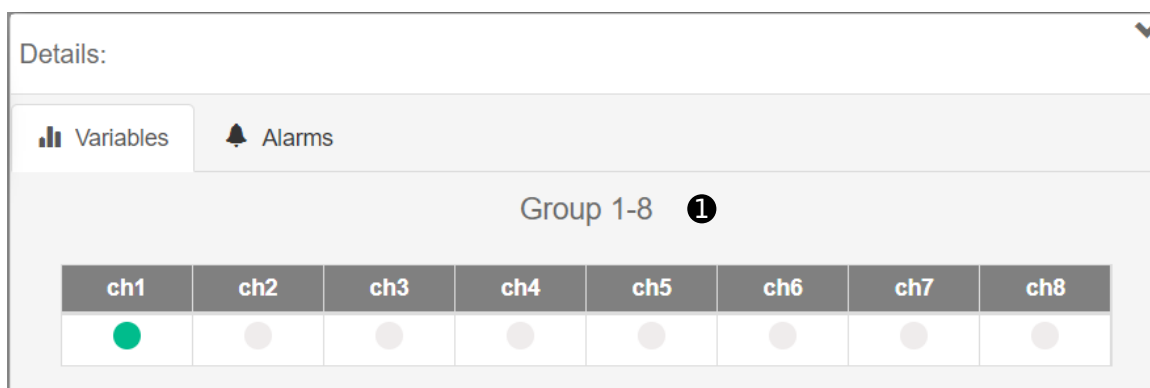 Details:
Variables Alarms
Group 1-8 ❶
ch1 ch2 ch3 ch4 ch5 ch6 ch7 ch8